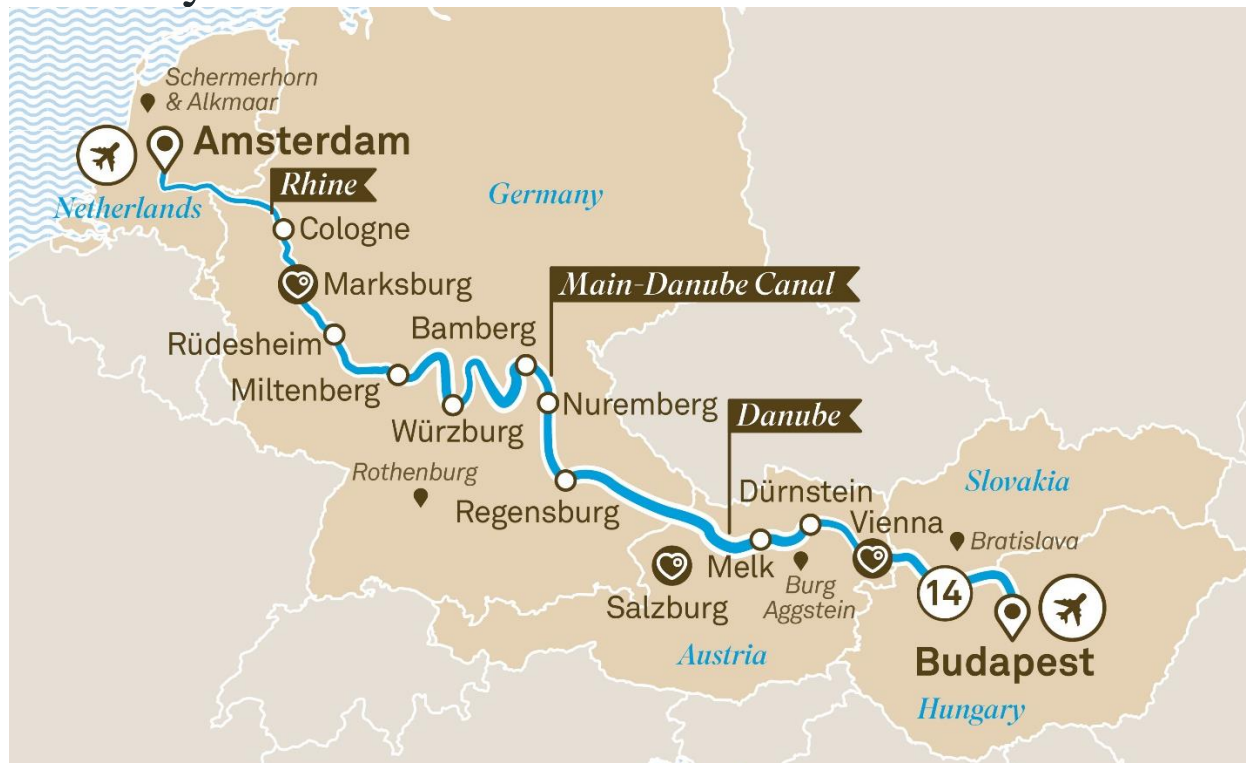 Schermerhorn
& Alkmaar
Amsterdam
Rhine
Netherlands
Germany
Cologne
Marksburg
Main-Danube Canal
Bamberg
Rüdesheim
Miltenberg
Nuremberg
Würzburg
Danube
Rothenburg
Regensburg
Dürnstein
Slovakia
Vienna
Bratislava
Melk
Burg
Aggstein
Salzburg
14
Austria
Budapest
Hungary